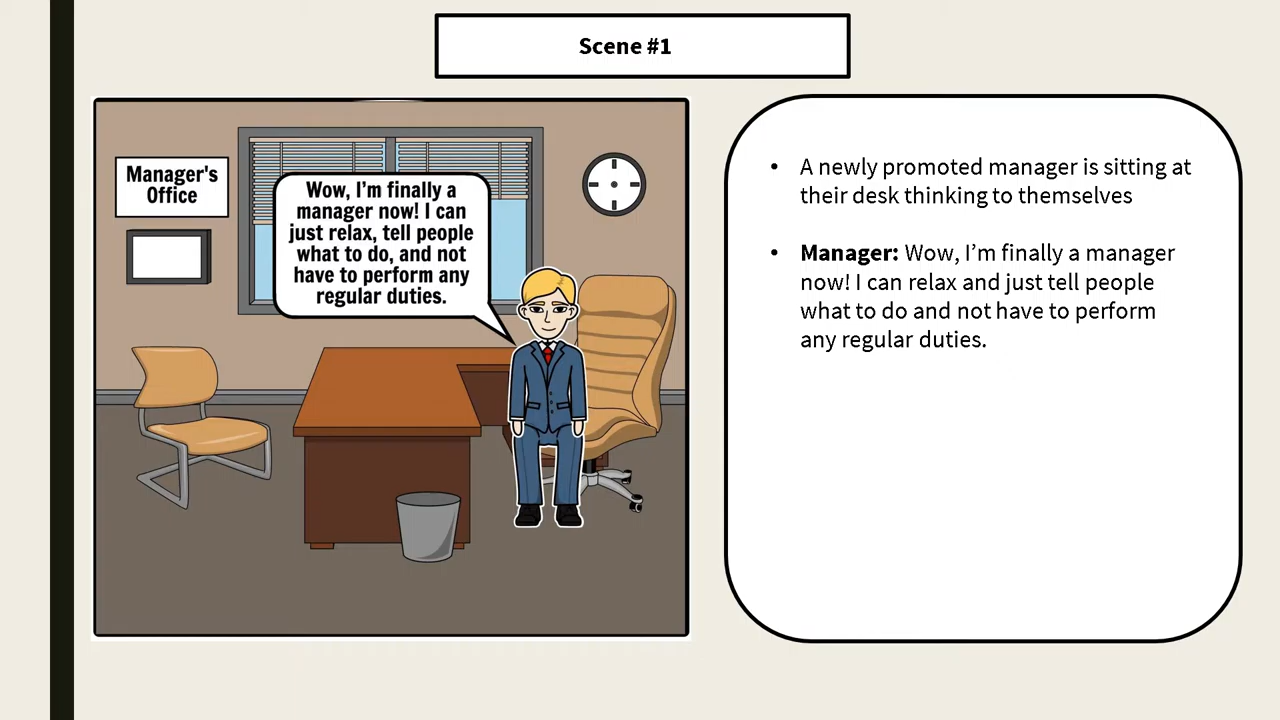 Scene #1
Manager's
Office
Wow, I'm finally a
manager now! I can
just relax, tell people
what to do, and not
have to perform any
regular duties.
• A newly promoted manager is sitting at
their desk thinking to themselves
• Manager: Wow, I’m finally a manager
now! I can relax and just tell people
what to do and not have to perform
any regular duties.